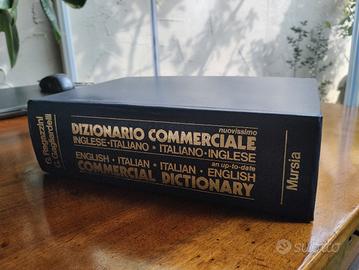 G. Ragazzini
G. Gagliardelli
nuovissimo
DIZIONARIO COMMERCIALE
INGLESE • ITALIANO • ITALIANO • INGLESE
an up-to-date
ENGLISH • ITALIAN • ITALIAN • ENGLISH
COMMERCIAL DICTIONARY
Mursia
subito